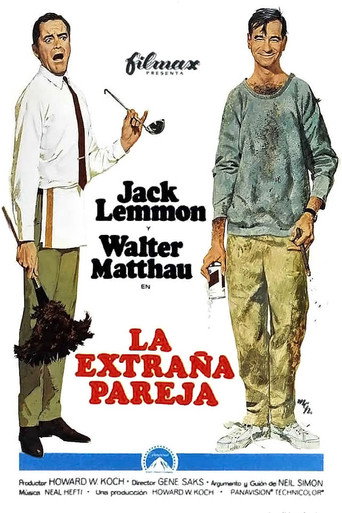 filmax
PRESENTA
Jack
Lemmon
Y
Walter
Matthau
EN
LA
EXTRAÑA
PAREJA
Productor HOWARD W. KOCH · Director GENE SAKS · Argumento y Guión de NEIL SIMON
Música NEAL HEFTI · Una producción HOWARD W. KOCH · PANAVISION® TECHNICOLOR®